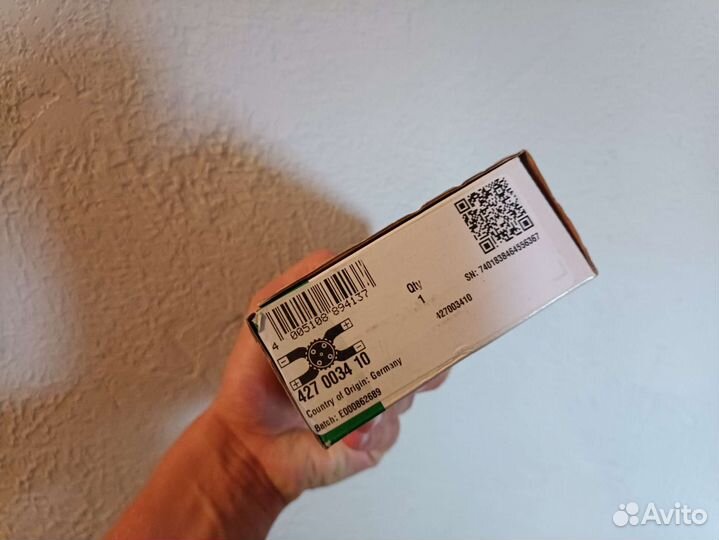 4 005108 894137
427 0034 10
Country of Origin: Germany
Batch: E000862689
Qty
1
SN: 7401838464556367
427003410
Avito